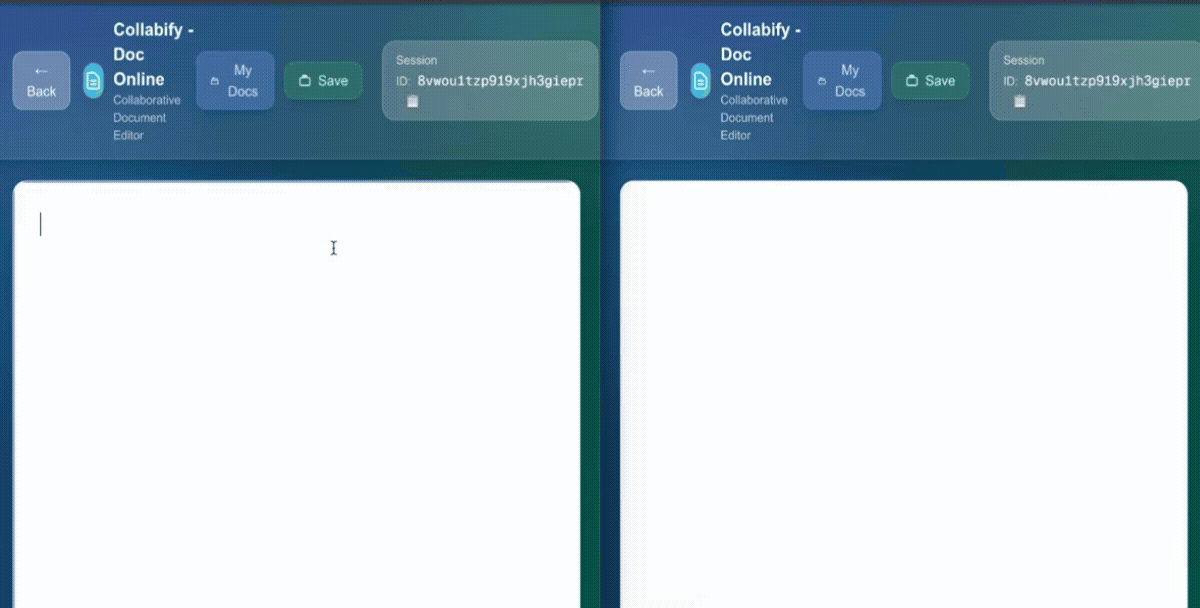 ←
Back
Collabify -
Doc
Online
Collaborative
Document
Editor
My
Docs
Save
Session
ID: 8vwou1tzp919xjh3giepr
←
Back
Collabify -
Doc
Online
Collaborative
Document
Editor
My
Docs
Save
Session
ID: 8vwou1tzp919xjh3giepr